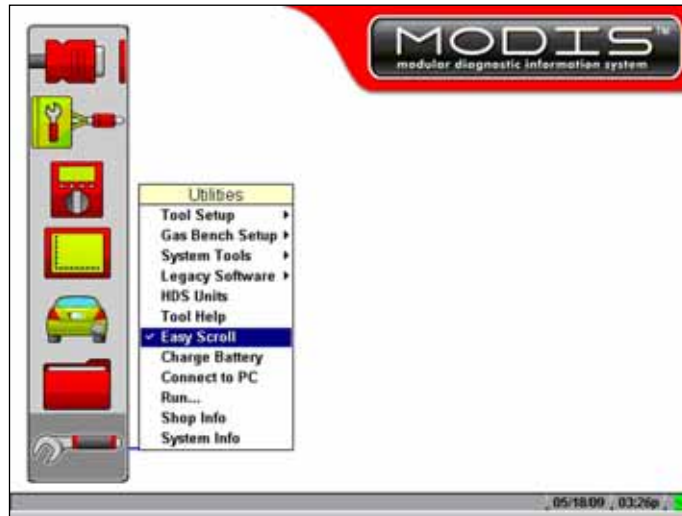 MODIS™
modular diagnostic information system
Utilities
Tool Setup
Gas Bench Setup
System Tools
Legacy Software
HDS Units
Tool Help
Easy Scroll
Charge Battery
Connect to PC
Run...
Shop Info
System Info
05/18/09 03:26p